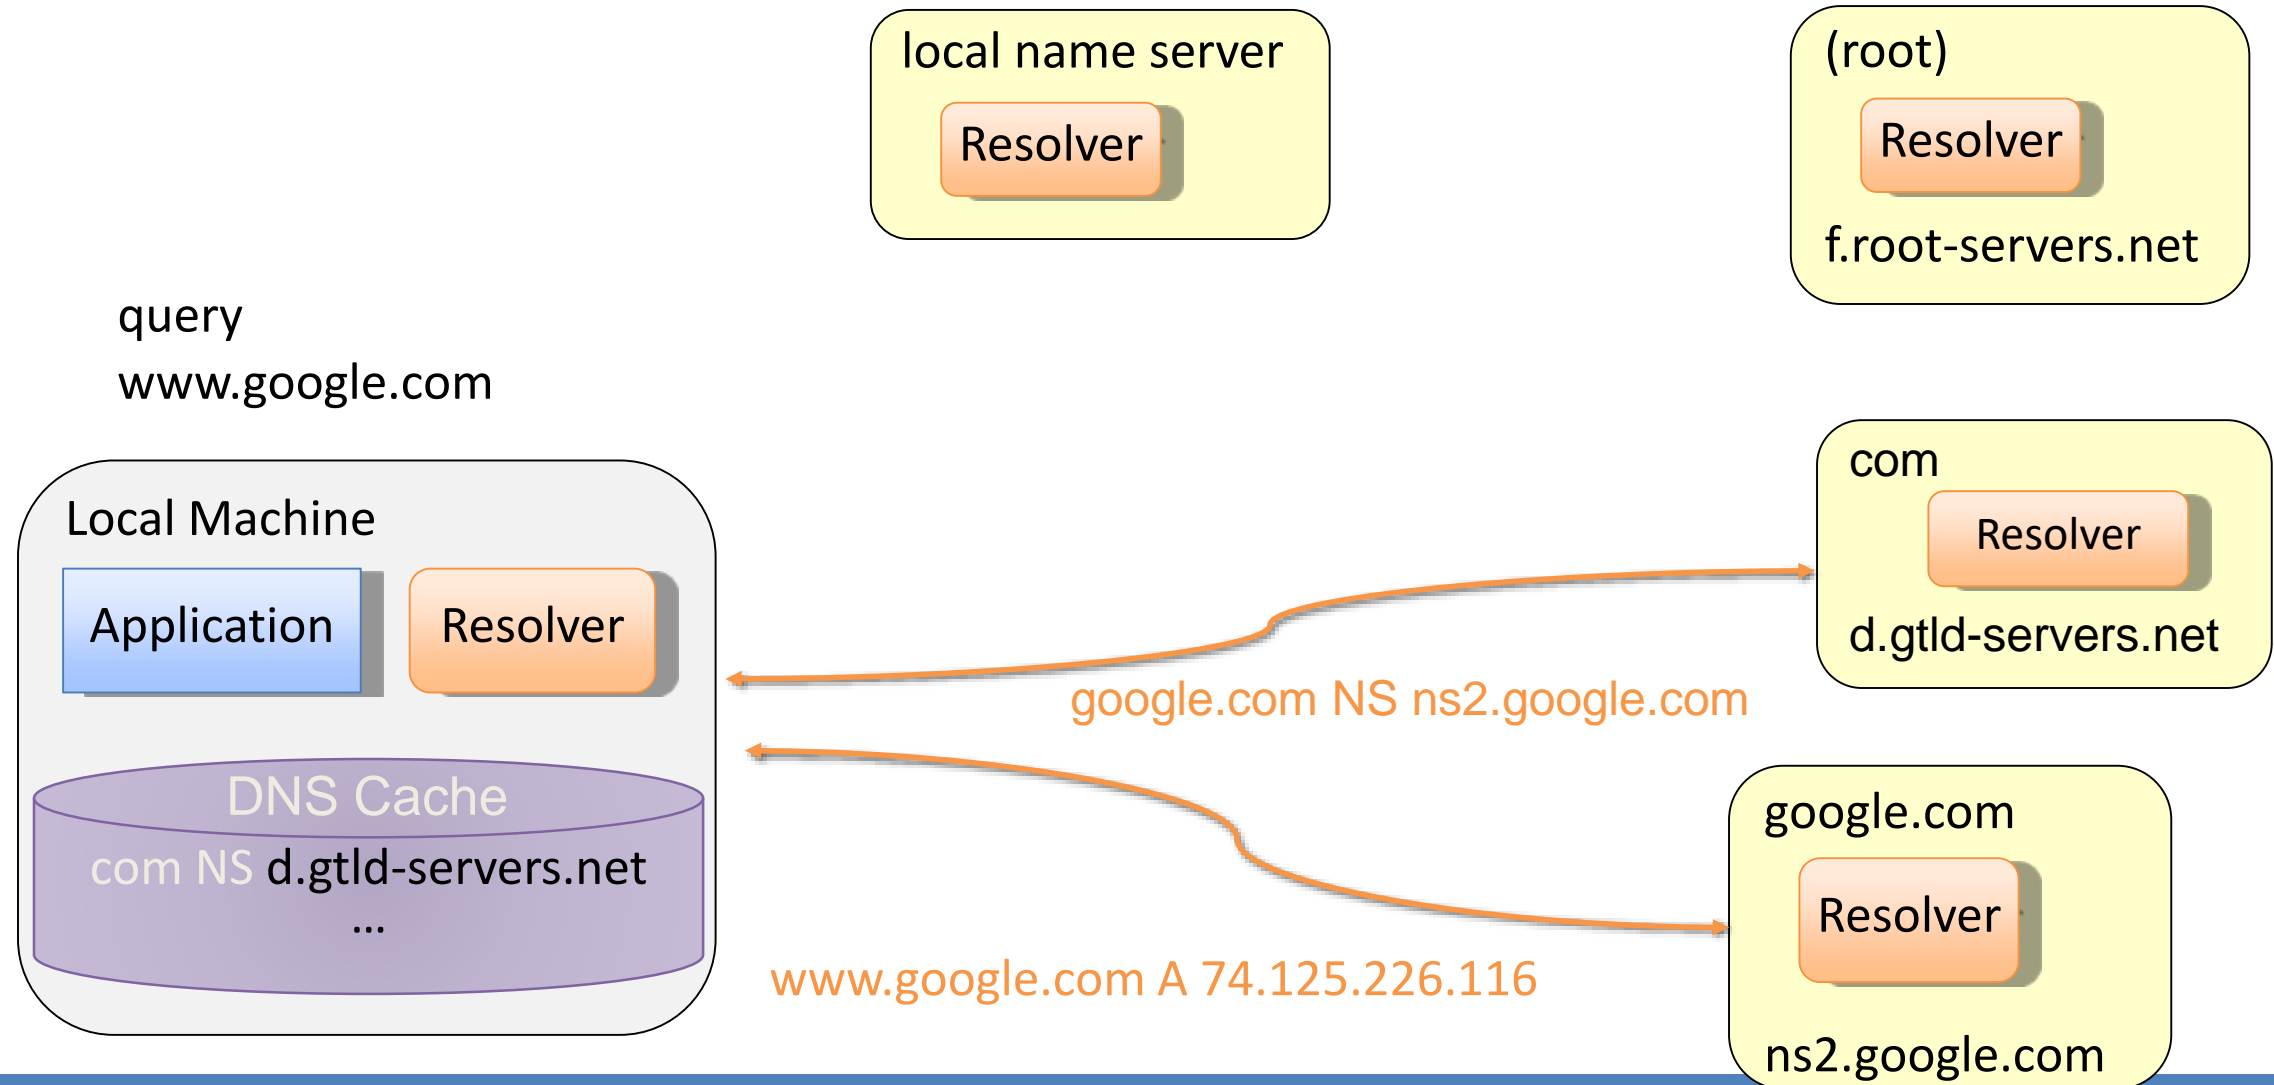 local name server
Resolver
(root)
Resolver
f.root-servers.net
query
www.google.com
Local Machine
Application
Resolver
DNS Cache
com NS d.gtld-servers.net
...
com
Resolver
d.gtld-servers.net
google.com NS ns2.google.com
google.com
Resolver
ns2.google.com
www.google.com A 74.125.226.116